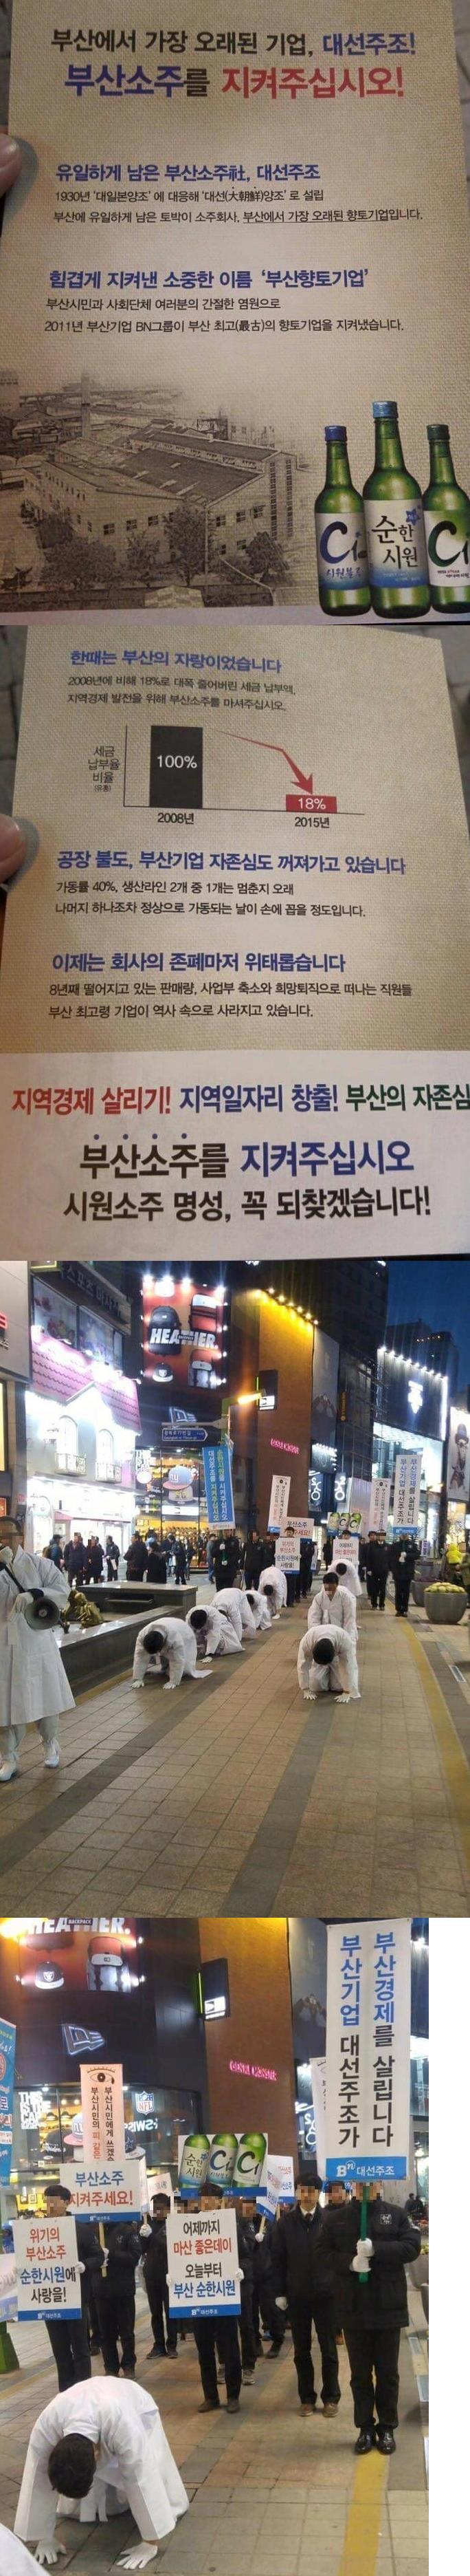 부산에서 가장 오래된 기업, 대선주조!
부산소주를 지켜주십시오!
유일하게 남은 부산소주社, 대선주조
1930년 '대일본양조' 에 대응해 '대선(大朝鮮)양조' 로 설립
부산에 유일하게 남은 토박이 소주회사, 부산에서 가장 오래된 향토기업입니다.
힘겹게 지켜낸 소중한 이름 '부산향토기업'
부산시민과 사회단체 여러분의 간절한 염원으로
2011년 부산기업 BN그룹이 부산 최고(最古)의 향토기업을 지켜냈습니다.
순한
시원
한때는 부산의 자랑이었습니다
2008년에 비해 18%로 대폭 줄어버린 세금 납부액,
지역경제 발전을 위해 부산소주를 마셔주십시오.
세금
납부율
비율
100%
18%
2008년
2015년
공장 불도, 부산기업 자존심도 꺼져가고 있습니다
가동률 40%, 생산라인 2개 중 1개는 멈춘지 오래
나머지 하나조차 정상으로 가동되는 날이 손에 꼽을 정도입니다.
이제는 회사의 존폐마저 위태롭습니다
8년째 떨어지고 있는 판매량, 사업부 축소와 희망퇴직으로 떠나는 직원들
부산 최고령 기업이 역사 속으로 사라지고 있습니다.
지역경제 살리기! 지역일자리 창출! 부산의 자존심
부산소주를 지켜주십시오
시원소주 명성, 꼭 되찾겠습니다!
부산경제를 살립니다
부산기업 대선주조가
BN 대선주조
부산소주
지켜주세요!
위기의
부산소주
순한시원에
사랑을!
BN 대선주조
순한
시원
어제까지
마산 좋은데이
오늘부터
부산 순한시원
BN 대선주조
NFL